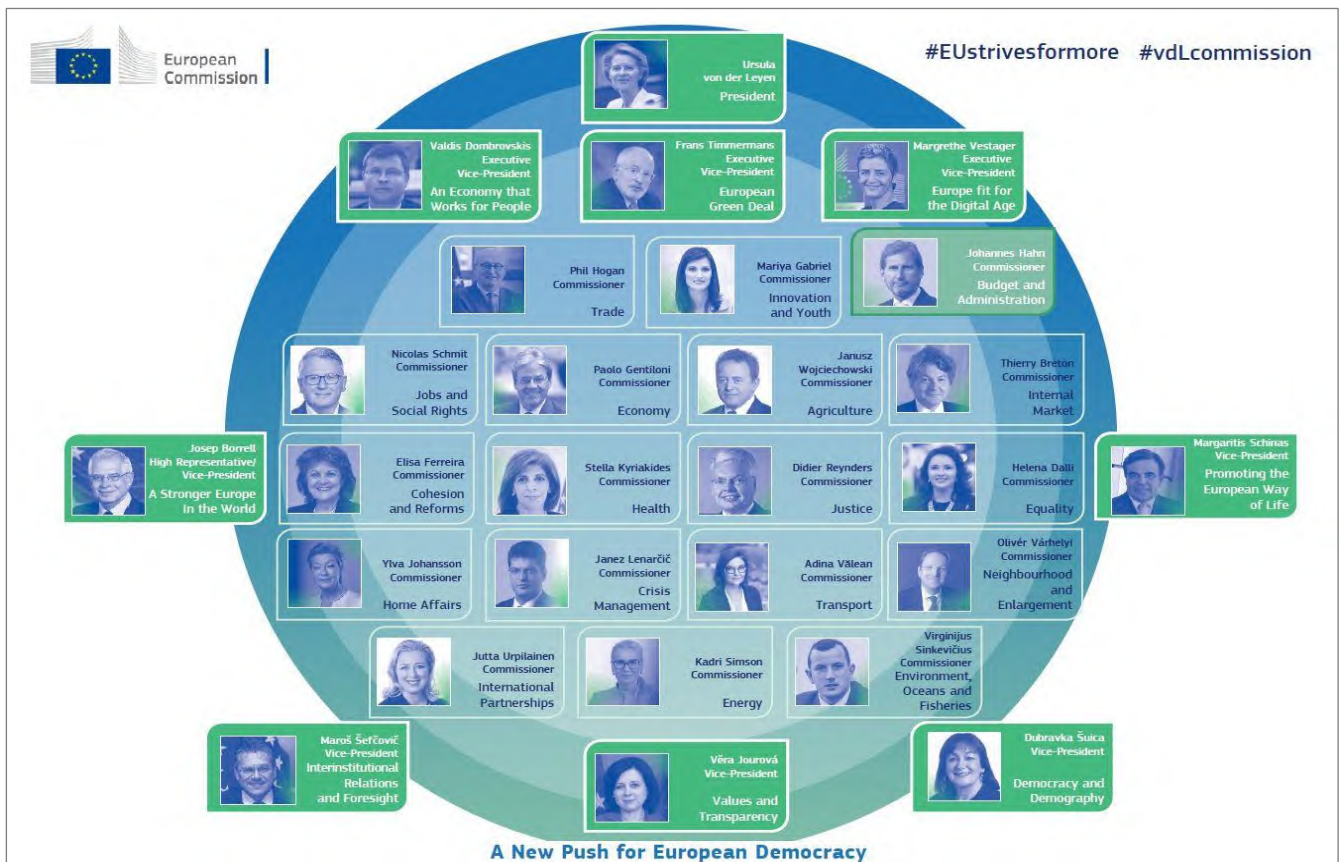 European
Commission
#EUstrivesformore #vdLcommission
Ursula
von der Leyen
President
Valdis Dombrovskis
Executive
Vice-President
An Economy that
Works for People
Frans Timmermans
Executive
Vice-President
European
Green Deal
Margrethe Vestager
Executive
Vice-President
Europe fit for
the Digital Age
Phil Hogan
Commissioner
Trade
Mariya Gabriel
Commissioner
Innovation
and Youth
Johannes Hahn
Commissioner
Budget and
Administration
Nicolas Schmit
Commissioner
Jobs and
Social Rights
Paolo Gentiloni
Commissioner
Economy
Janusz
Wojciechowski
Commissioner
Agriculture
Thierry Breton
Commissioner
Internal
Market
Josep Borrell
High Representative/
Vice-President
A Stronger Europe
In the World
Elisa Ferreira
Commissioner
Cohesion
and Reforms
Stella Kyriakides
Commissioner
Health
Didier Reynders
Commissioner
Justice
Helena Dalli
Commissioner
Equality
Margaritis Schinas
Vice-President
Promoting the
European Way
of Life
Ylva Johansson
Commissioner
Home Affairs
Janez Lenarčič
Commissioner
Crisis
Management
Adina Vălean
Commissioner
Transport
Olivér Várhelyi
Commissioner
Neighbourhood
and
Enlargement
Jutta Urpilainen
Commissioner
International
Partnerships
Kadri Simson
Commissioner
Energy
Virginijus
Sinkevičius
Commissioner
Environment,
Oceans and
Fisheries
Maroš Šefčovič
Vice-President
Interinstitutional
Relations
and Foresight
Věra Jourová
Vice-President
Values and
Transparency
Dubravka Šuica
Vice-President
Democracy and
Demography
A New Push for European Democracy